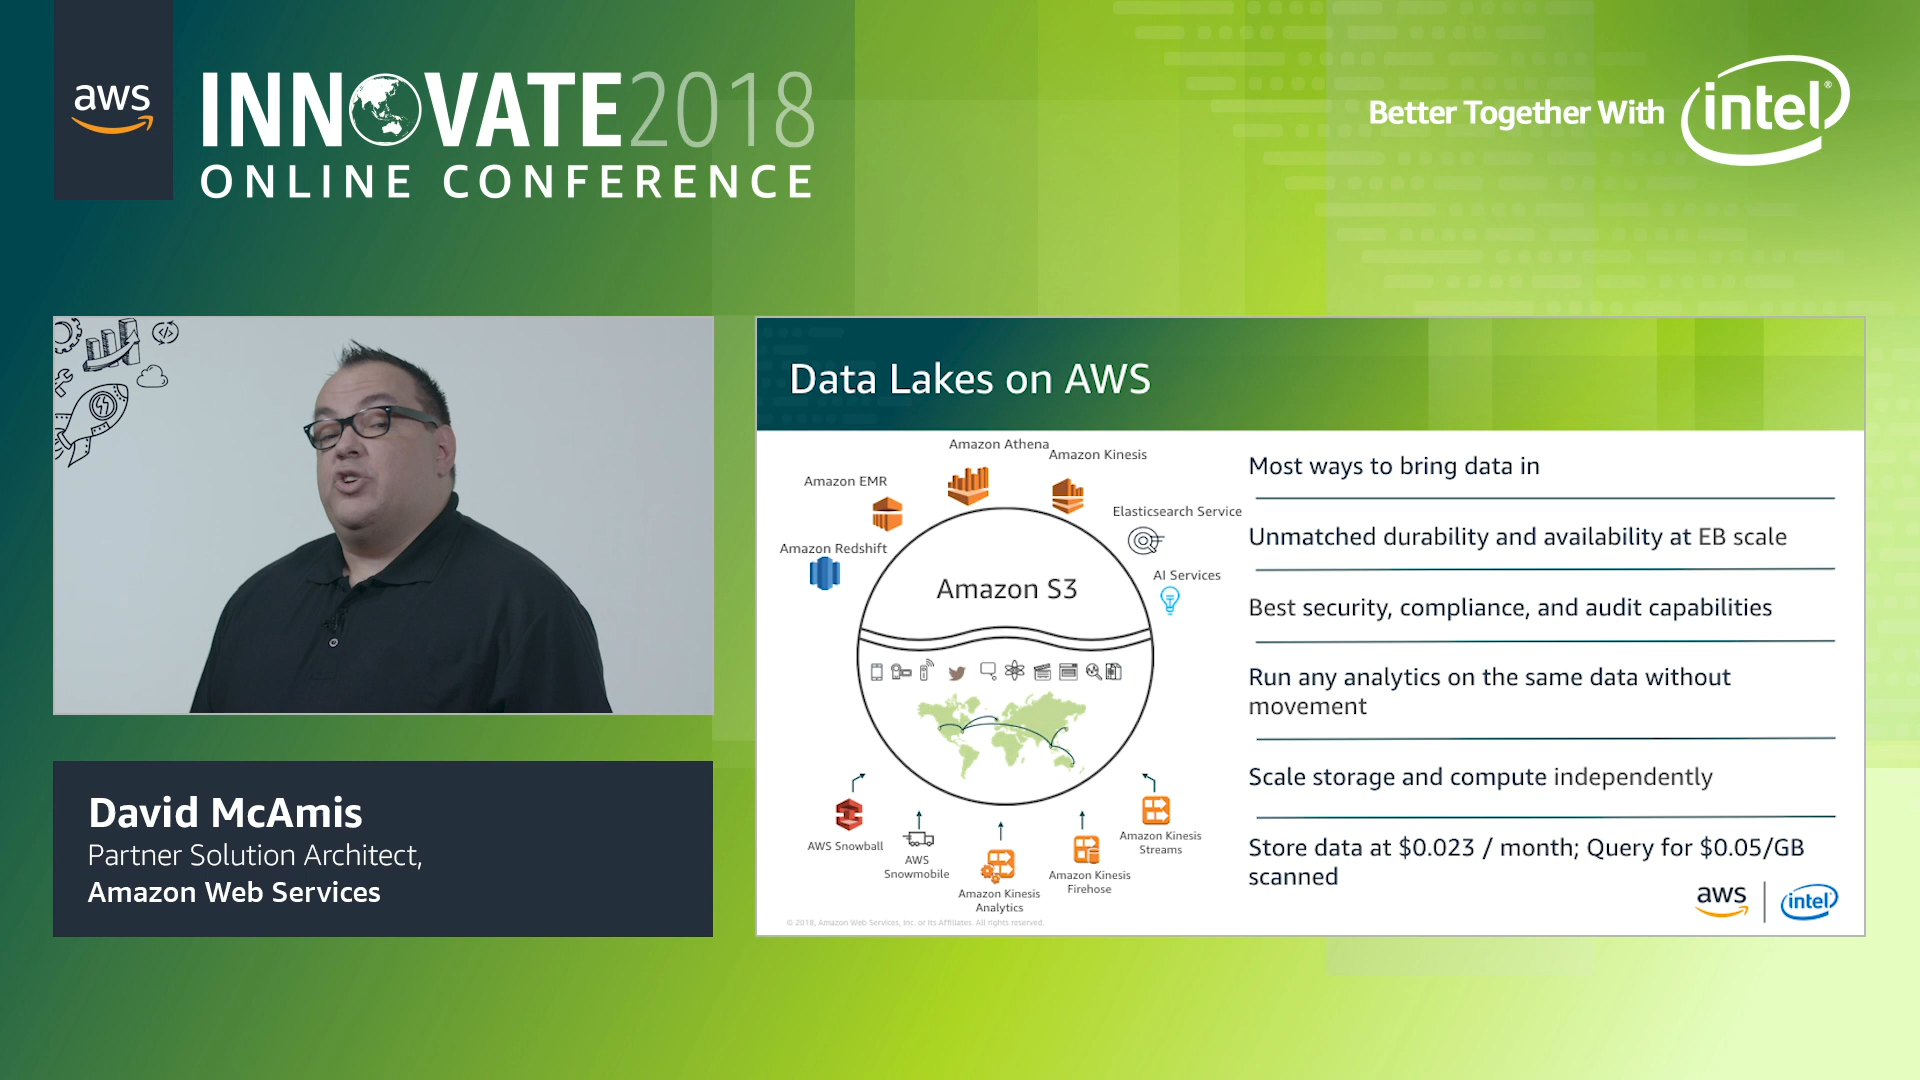 aws
INNOVATE 2018
ONLINE CONFERENCE
Better Together With intel®
David McAmis
Partner Solution Architect,
Amazon Web Services
Data Lakes on AWS
Amazon Athena
Amazon Kinesis
Amazon EMR
Elasticsearch Service
Amazon Redshift
AI Services
Amazon S3
AWS Snowball
AWS
Snowmobile
Amazon Kinesis
Analytics
Amazon Kinesis
Firehose
Amazon Kinesis
Streams
Most ways to bring data in
Unmatched durability and availability at EB scale
Best security, compliance, and audit capabilities
Run any analytics on the same data without
movement
Scale storage and compute independently
Store data at $0.023 / month; Query for $0.05/GB
scanned
aws
intel
© 2018, Amazon Web Services, Inc. or its Affiliates. All rights reserved.